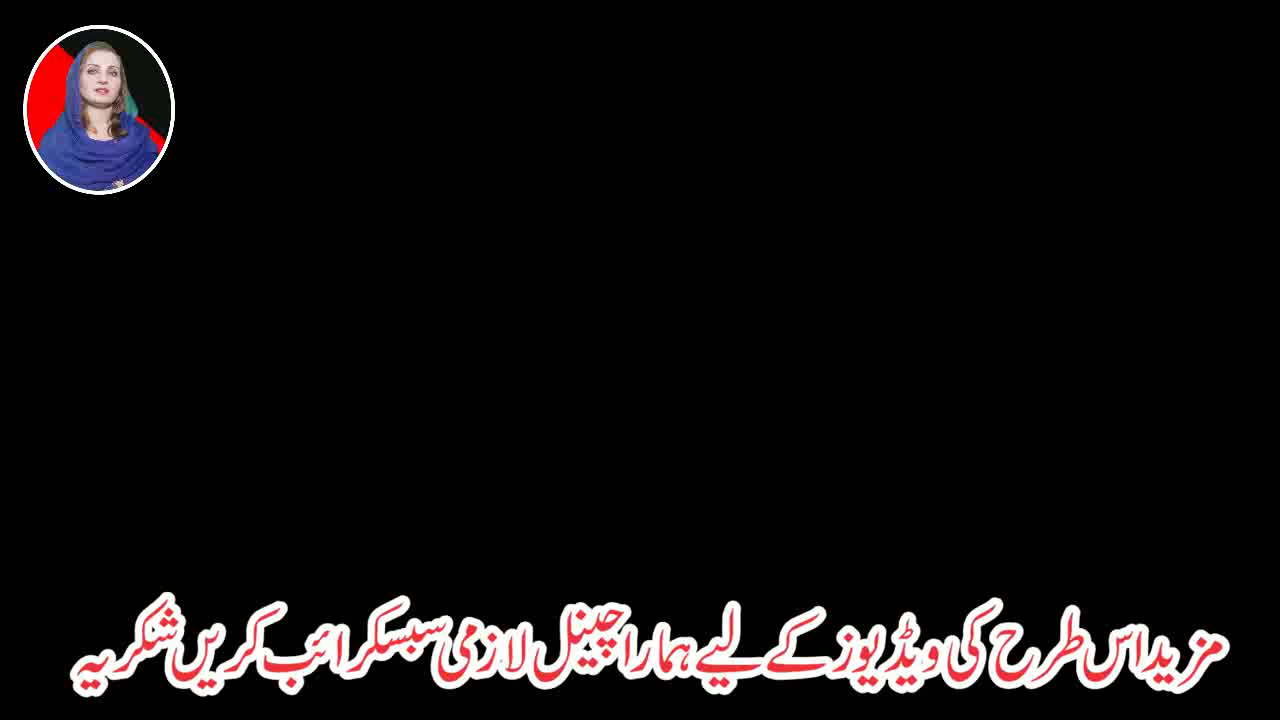 مزید اس طرح کی ویڈیوز کے لیے ہمارا چینل لازمی سبسکرائب کریں شکریہ